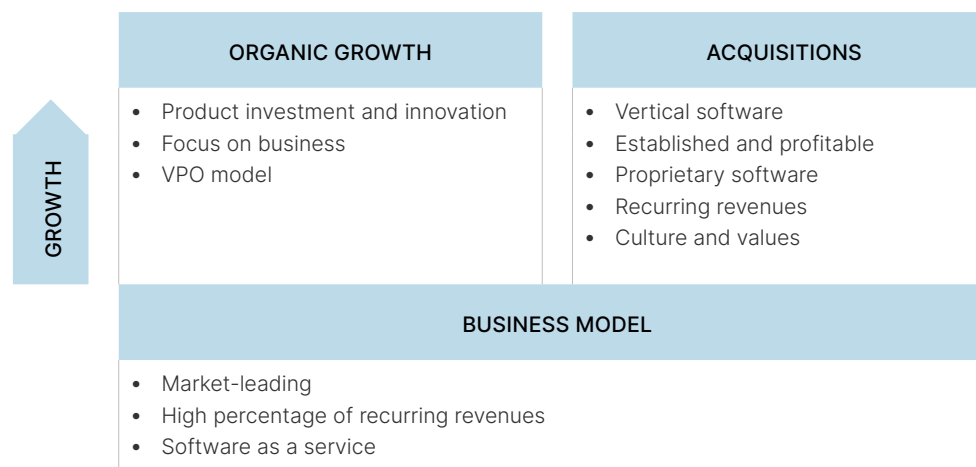 ORGANIC GROWTH
• Product investment and innovation
• Focus on business
• VPO model
ACQUISITIONS
• Vertical software
• Established and profitable
• Proprietary software
• Recurring revenues
• Culture and values
GROWTH
BUSINESS MODEL
• Market-leading
• High percentage of recurring revenues
• Software as a service